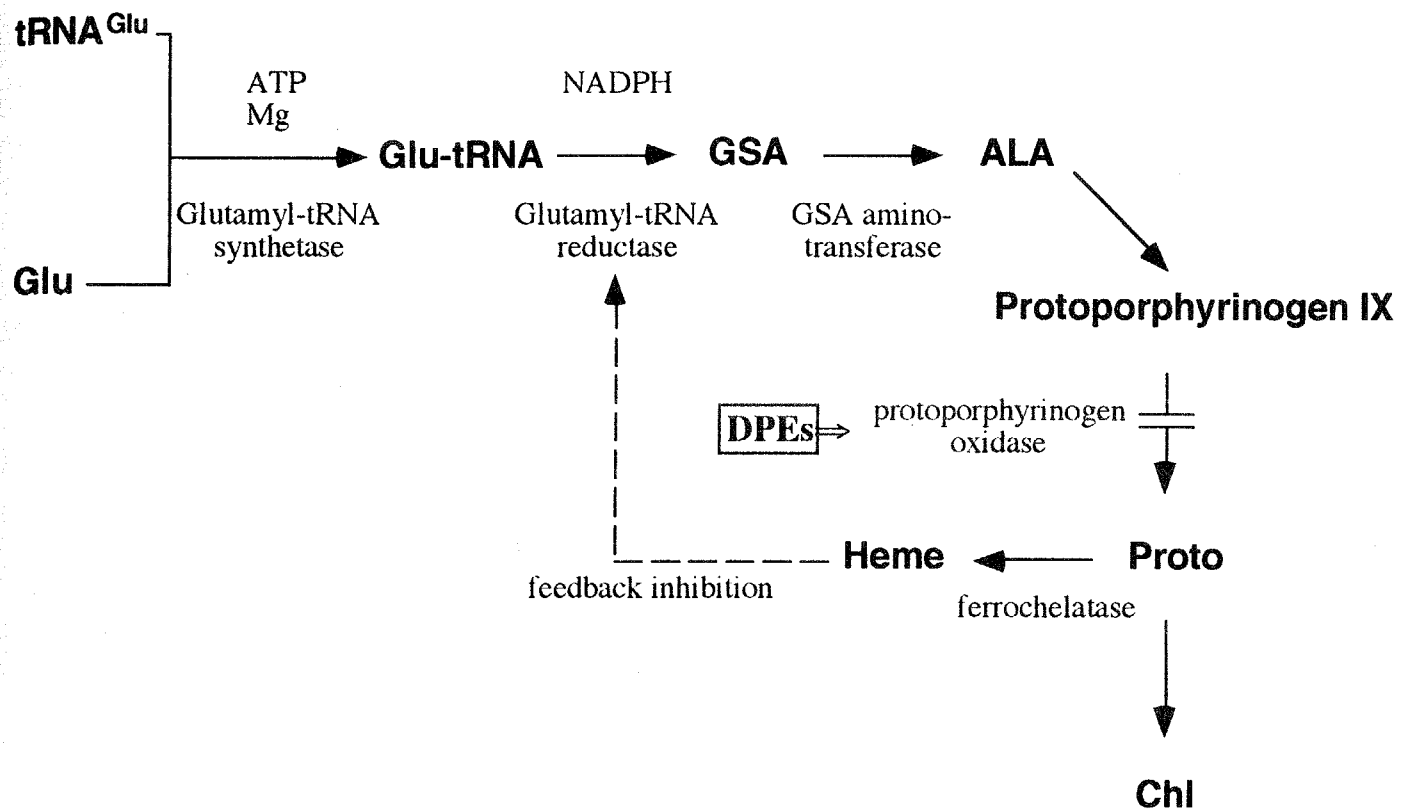 tRNA Glu
ATP
Mg
NADPH
Glu-tRNA
GSA
ALA
Glutamyl-tRNA
synthetase
Glutamyl-tRNA
reductase
GSA amino-
transferase
Glu
Protoporphyrinogen IX
DPEs
protoporphyrinogen
oxidase
Heme
Proto
feedback inhibition
ferrochelatase
Chl